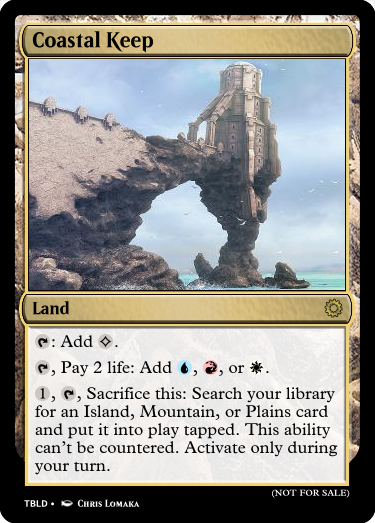 Coastal Keep
Land
: Add .
, Pay 2 life: Add , , or .
1, , Sacrifice this: Search your library
for an Island, Mountain, or Plains card
and put it into play tapped. This ability
can't be countered. Activate only during
your turn.
(NOT FOR SALE)
TBLD • Chris Lomaka